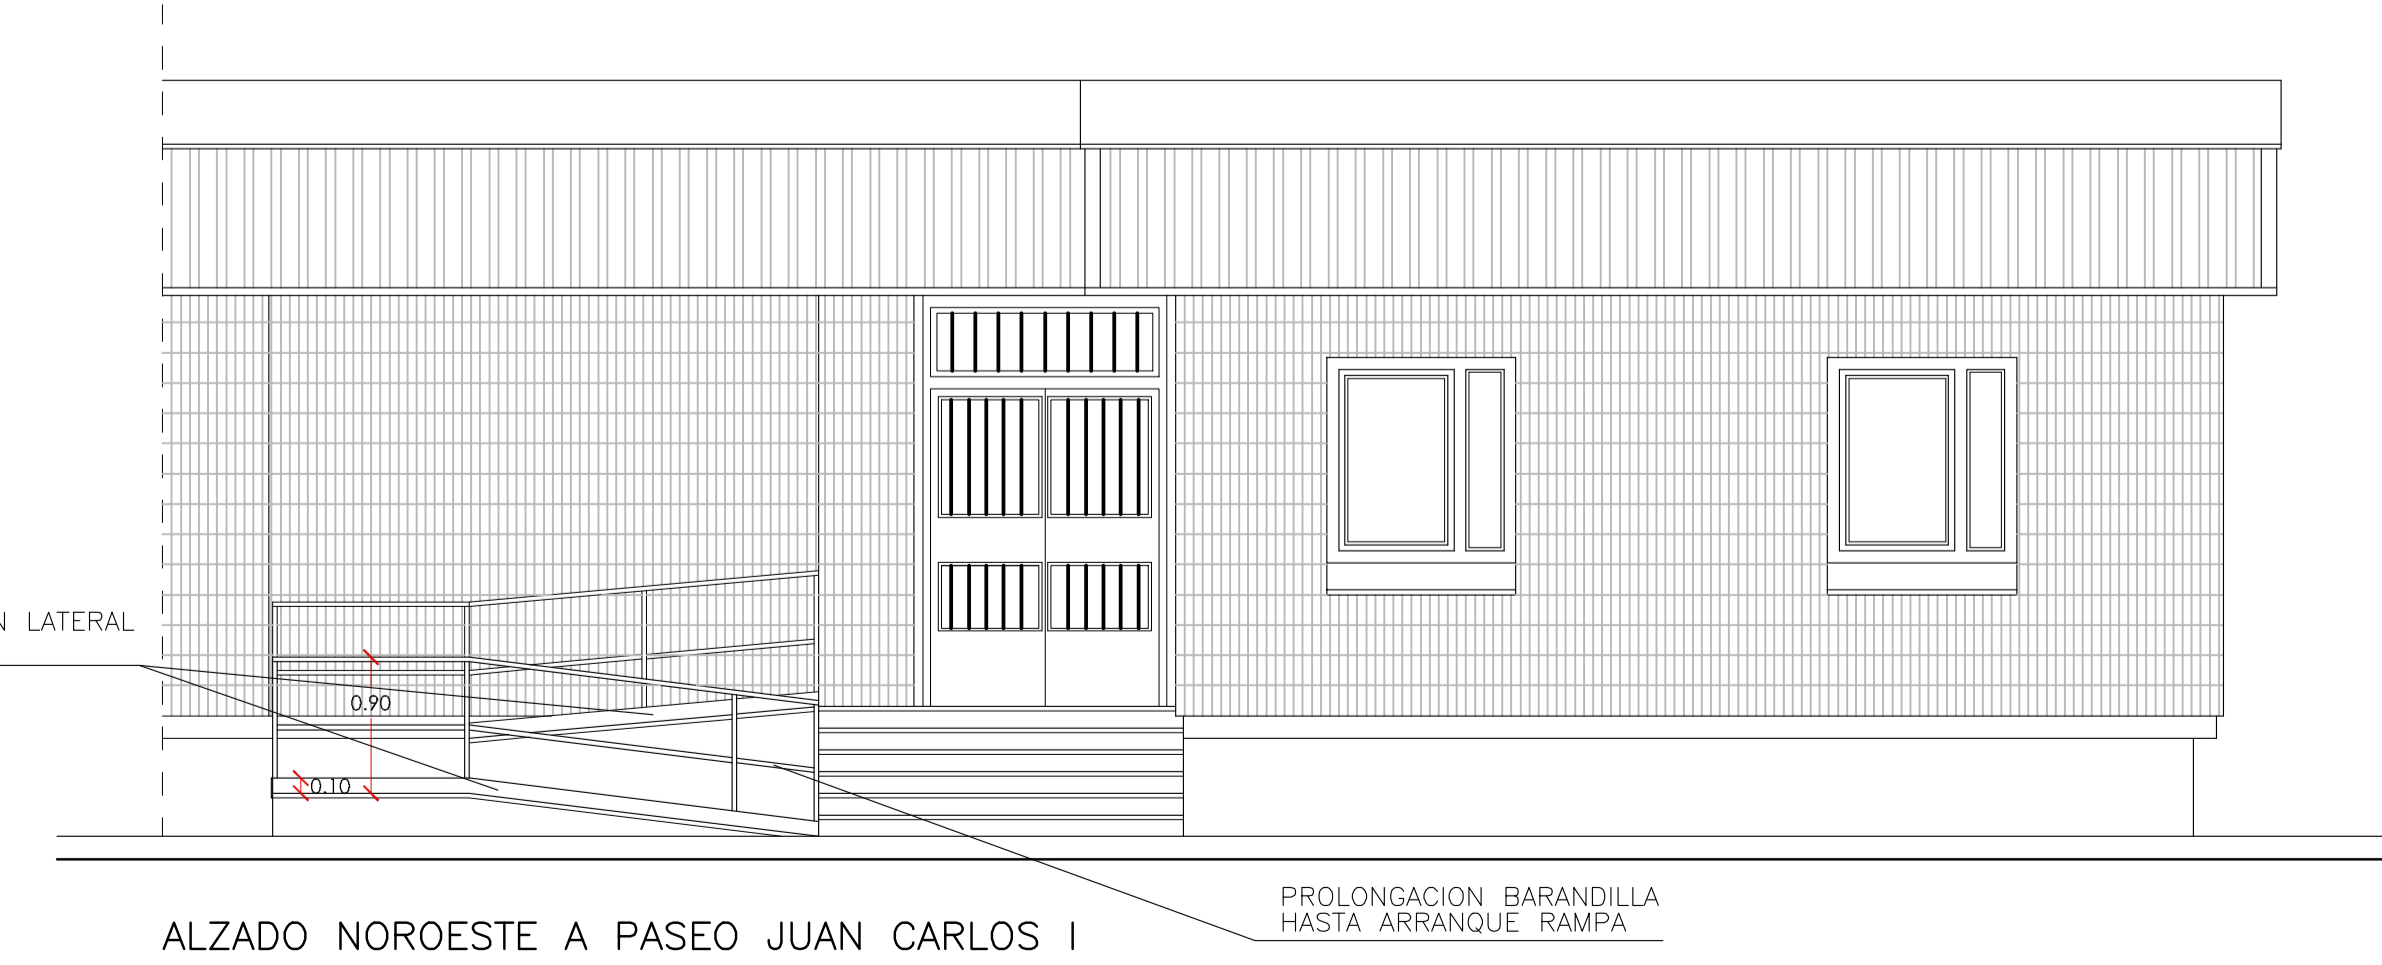 LATERAL
0.90
0.10
PROLONGACION BARANDILLA
HASTA ARRANQUE RAMPA
ALZADO NOROESTE A PASEO JUAN CARLOS I